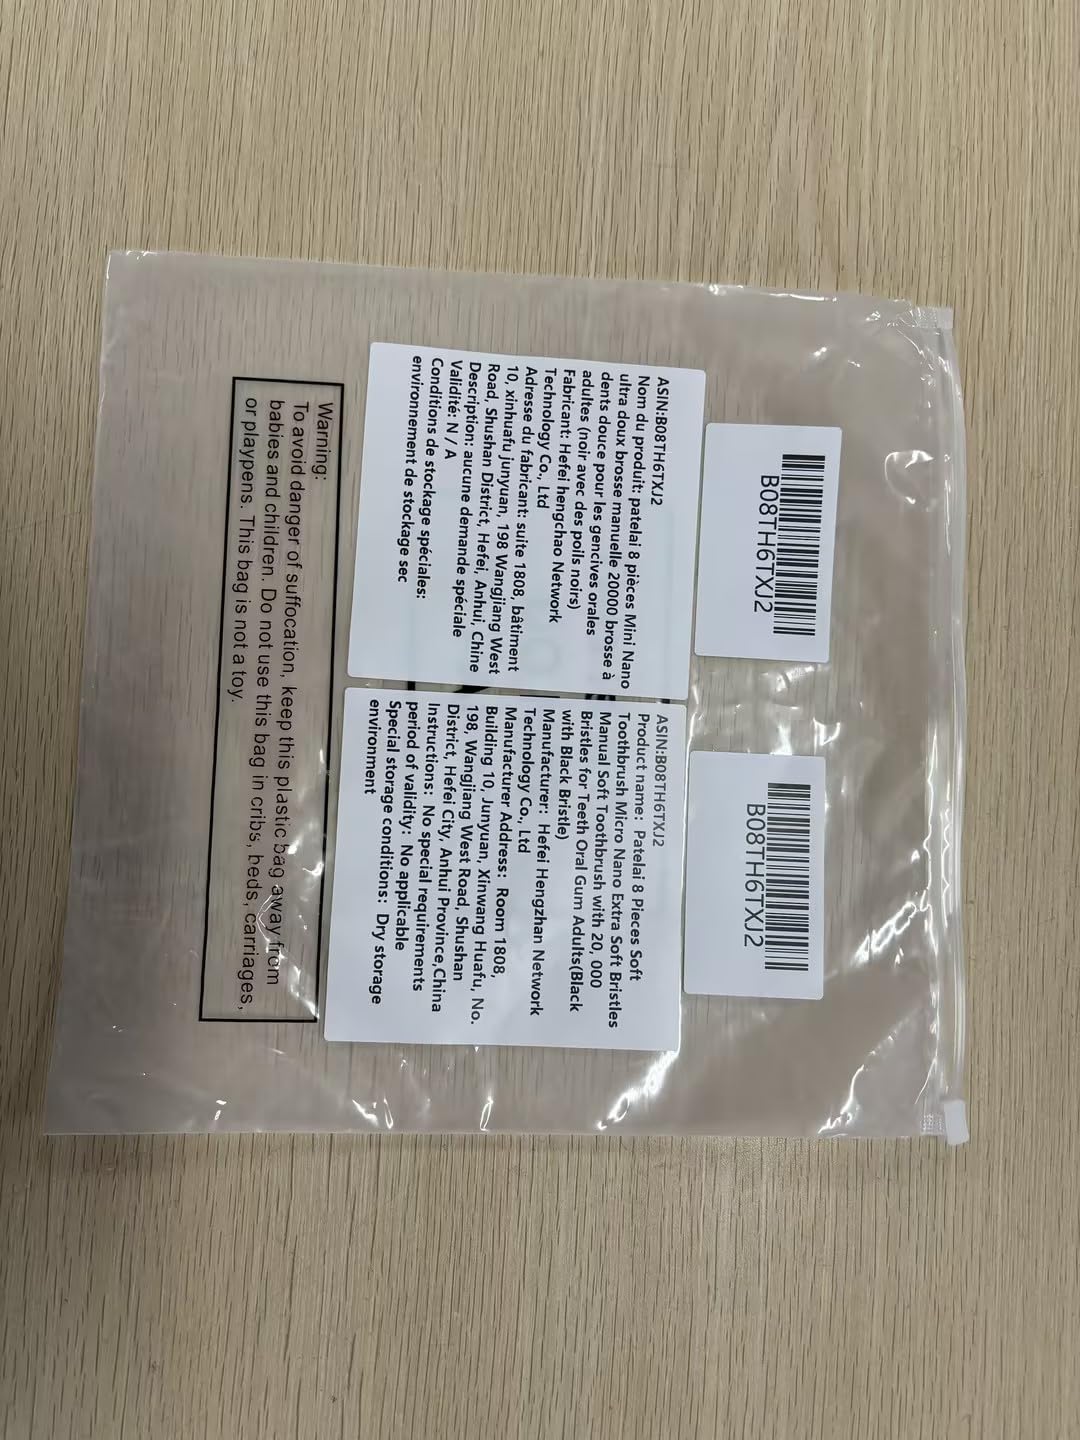 B08TH6TXJ2
B08TH6TXJ2
ASIN:B08TH6TXJ2
Nom du produit: patelai 8 pièces Mini Nano
ultra doux brosse manuelle 20000 brosse à
dents douce pour les gencives orales
adultes (noir avec des poils noirs)
Fabricant: Hefei hengchao Network
Technology Co., Ltd
Adresse du fabricant: suite 1808, bâtiment
10, xinhuafu junyuan, 198 Wangjiang West
Road, Shushan District, Hefei, Anhui, Chine
Description: aucune demande spéciale
Validité: N / A
Conditions de stockage spéciales:
environnement de stockage sec
ASIN:B08TH6TXJ2
Product name: Patelai 8 Pieces Soft
Toothbrush Micro Nano Extra Soft Bristles
Manual Soft Toothbrush with 20, 000
Bristles for Teeth Oral Gum Adults(Black
with Black Bristle)
Manufacturer: Hefei Hengzhan Network
Technology Co., Ltd
Manufacturer Address: Room 1808,
Building 10, Junyuan, Xinwang Huafu, No.
198, Wangjiang West Road, Shushan
District, Hefei City, Anhui Province,China
Instructions: No special requirements
period of validity: No applicable
Special storage conditions: Dry storage
environment
Warning:
To avoid danger of suffocation, keep this plastic bag away from
babies and children. Do not use this bag in cribs, beds, carriages,
or playpens. This bag is not a toy.